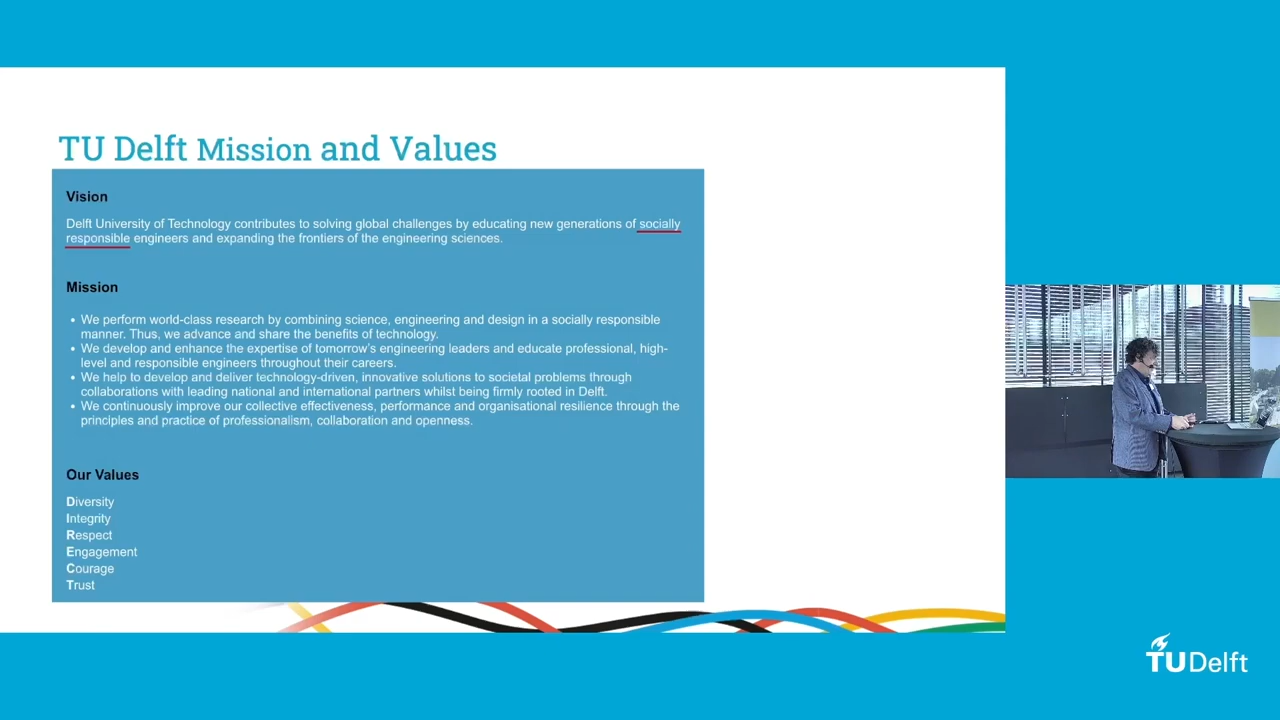 TU Delft Mission and Values
Vision
Delft University of Technology contributes to solving global challenges by educating new generations of socially
responsible engineers and expanding the frontiers of the engineering sciences.
Mission
• We perform world-class research by combining science, engineering and design in a socially responsible
manner. Thus, we advance and share the benefits of technology.
• We develop and enhance the expertise of tomorrow's engineering leaders and educate professional, high-
level and responsible engineers throughout their careers.
• We help to develop and deliver technology-driven, innovative solutions to societal problems through
collaborations with leading national and international partners whilst being firmly rooted in Delft.
• We continuously improve our collective effectiveness, performance and organisational resilience through the
principles and practice of professionalism, collaboration and openness.
Our Values
Diversity
Integrity
Respect
Engagement
Courage
Trust
TUDelft